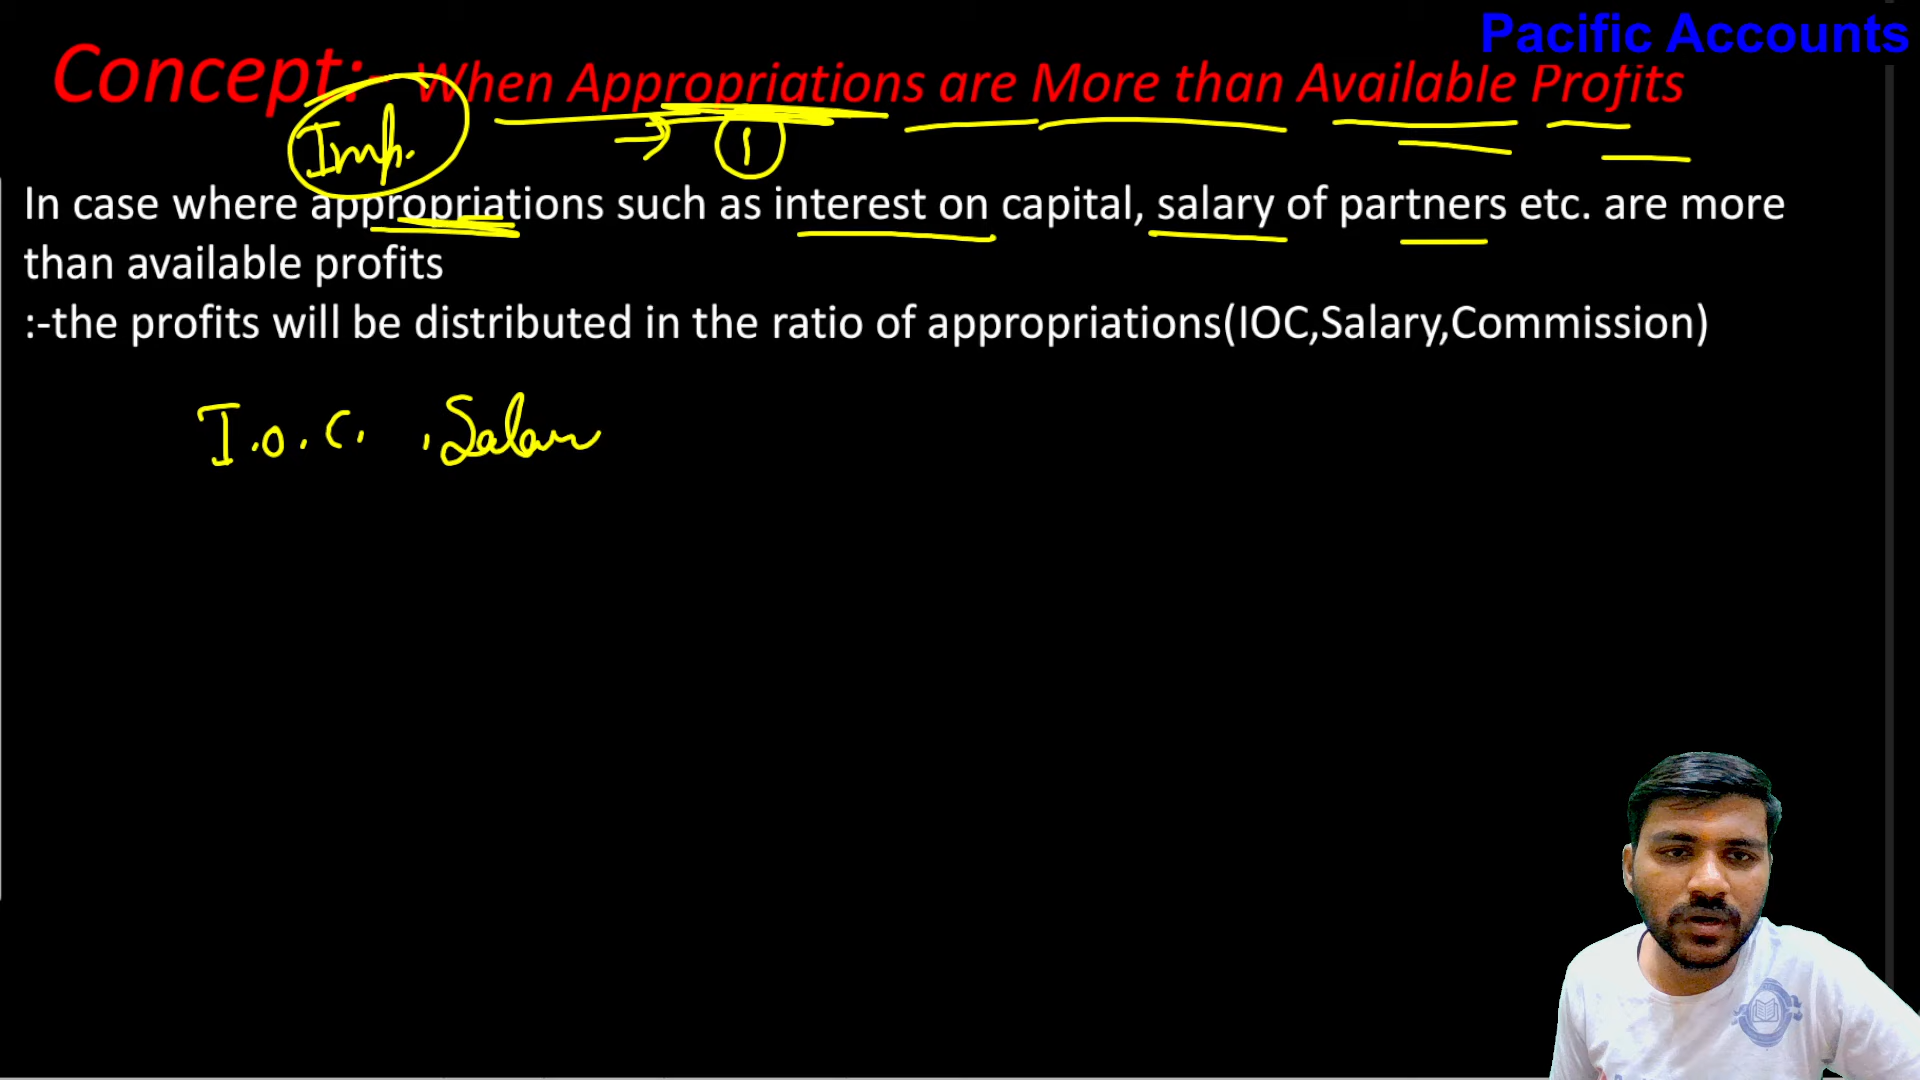 Pacific Accounts
Concept:- When Appropriations are More than Available Profits
Imp. → 1
In case where appropriations such as interest on capital, salary of partners etc. are more
than available profits
:-the profits will be distributed in the ratio of appropriations(IOC,Salary,Commission)
I.O.C. , Salary